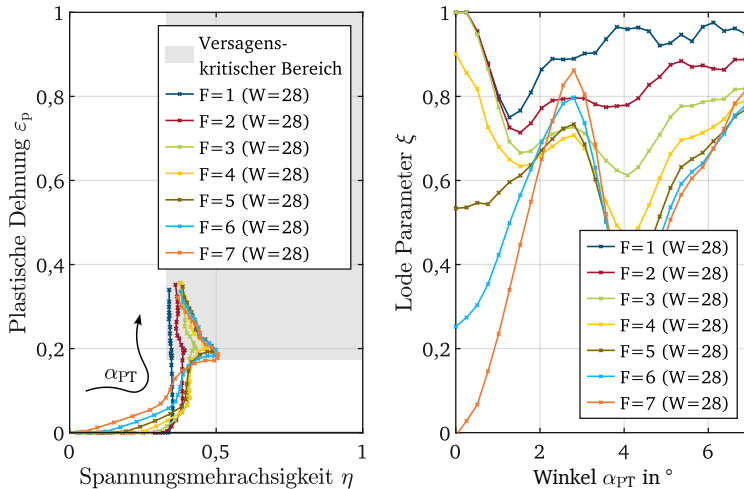 1
0,8
0,6
0,4
0,2
0
0
0,5
1
Plastische Dehnung εp
Spannungsmehrachsigkeit η
Versagens-
kritischer Bereich
F=1 (W=28)
F=2 (W=28)
F=3 (W=28)
F=4 (W=28)
F=5 (W=28)
F=6 (W=28)
F=7 (W=28)
αPT
1
0,8
0,6
0,4
0,2
0
0
2
4
6
Lode Parameter ξ
Winkel αPT in °
F=1 (W=28)
F=2 (W=28)
F=3 (W=28)
F=4 (W=28)
F=5 (W=28)
F=6 (W=28)
F=7 (W=28)